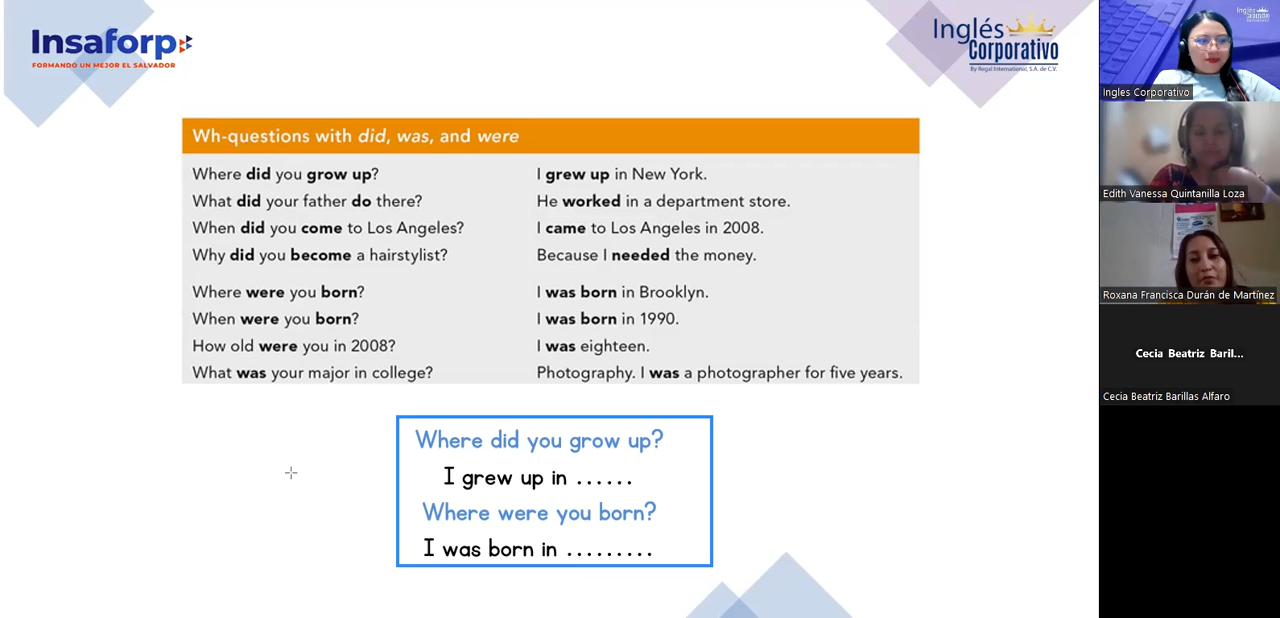 Insaforp
FORMANDO UN MEJOR EL SALVADOR
Inglés
Corporativo
By Regal International, S.A. de C.V.
Wh-questions with did, was, and were
Where did you grow up? I grew up in New York.
What did your father do there? He worked in a department store.
When did you come to Los Angeles? I came to Los Angeles in 2008.
Why did you become a hairstylist? Because I needed the money.
Where were you born? I was born in Brooklyn.
When were you born? I was born in 1990.
How old were you in 2008? I was eighteen.
What was your major in college? Photography. I was a photographer for five years.
Where did you grow up?
I grew up in ......
Where were you born?
I was born in .........
Inglés
Ingles Corporativo
Edith Vanessa Quintanilla Loza
Roxana Francisca Durán de Martínez
Cecia Beatriz Baril...
Cecia Beatriz Barillas Alfaro